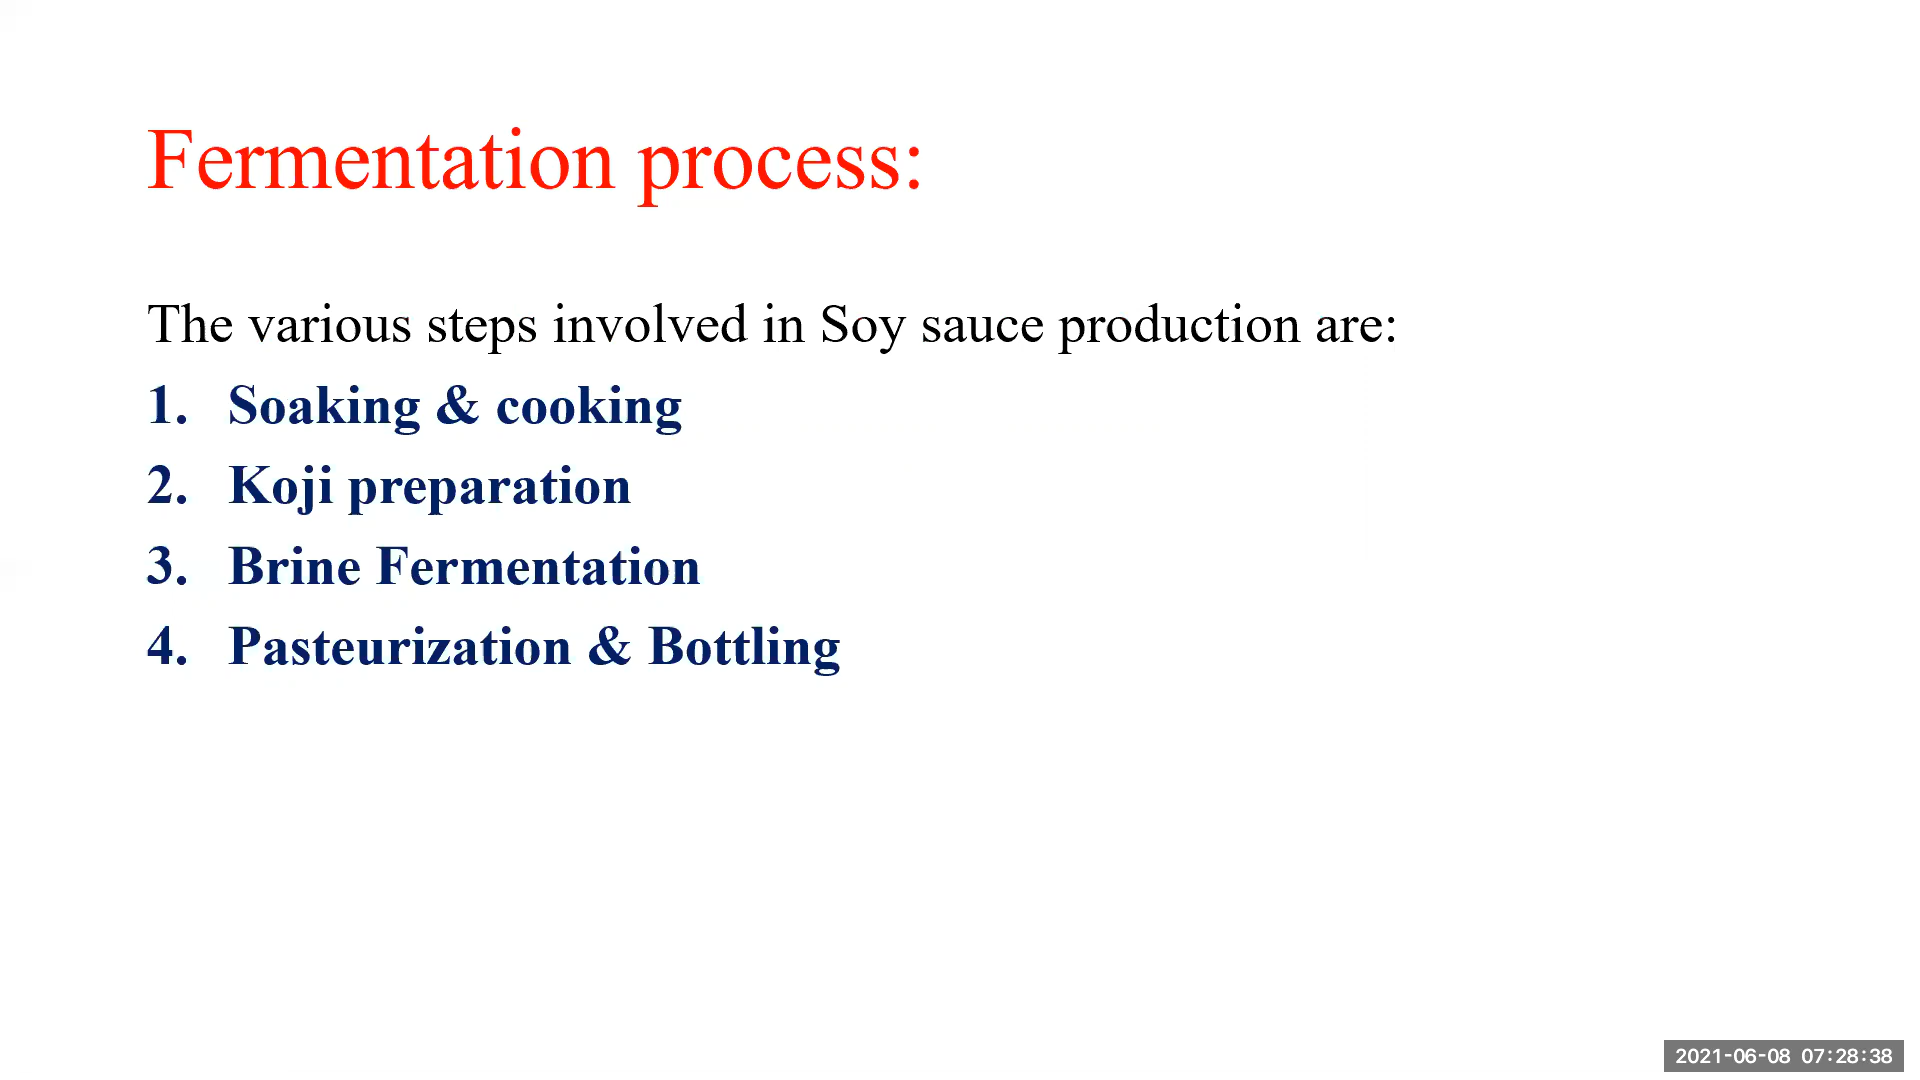 Fermentation process:
The various steps involved in Soy sauce production are:
1. Soaking & cooking
2. Koji preparation
3. Brine Fermentation
4. Pasteurization & Bottling
2021-06-08 07:28:38